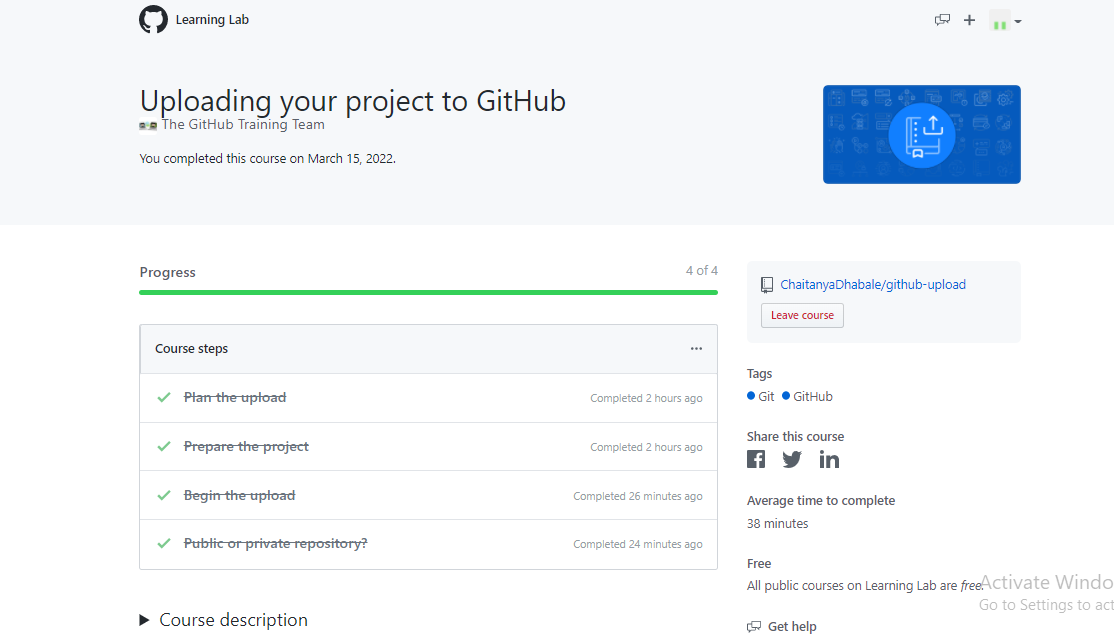 Learning Lab
Uploading your project to GitHub
The GitHub Training Team
You completed this course on March 15, 2022.
Progress
4 of 4
Course steps
Plan the upload
Completed 2 hours ago
Prepare the project
Completed 2 hours ago
Begin the upload
Completed 26 minutes ago
Public or private repository?
Completed 24 minutes ago
Course description
ChaitanyaDhabale/github-upload
Leave course
Tags
Git GitHub
Share this course
Average time to complete
38 minutes
Free
All public courses on Learning Lab are free.
Get help
Activate Windo
Go to Settings to act